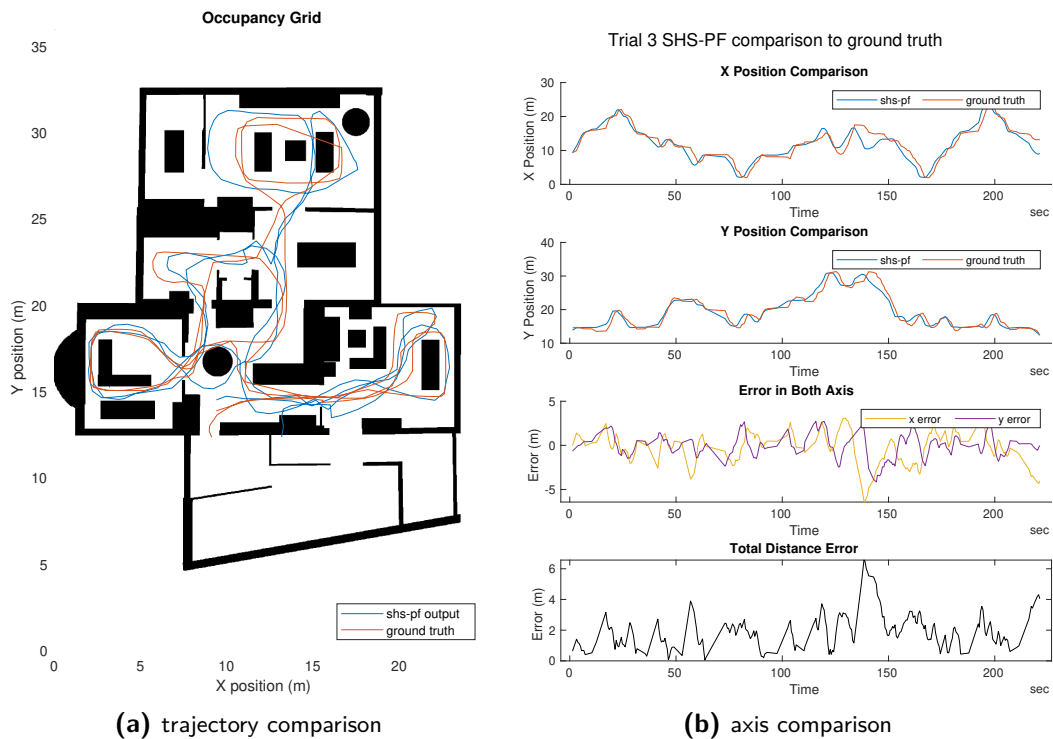 Occupancy Grid
35
30
25
20
15
10
5
0
Y position (m)
0 5 10 15 20
X position (m)
shs-pf output
ground truth
(a) trajectory comparison
Trial 3 SHS-PF comparison to ground truth
X Position Comparison
30
20
10
0
X Position (m)
shs-pf ground truth
0 50 100 150 200
Time sec
Y Position Comparison
40
30
20
10
Y Position (m)
shs-pf ground truth
0 50 100 150 200
Time sec
Error in Both Axis
5
0
-5
Error (m)
x error y error
0 50 100 150 200
Time sec
Total Distance Error
6
4
2
0
Error (m)
0 50 100 150 200
Time sec
(b) axis comparison